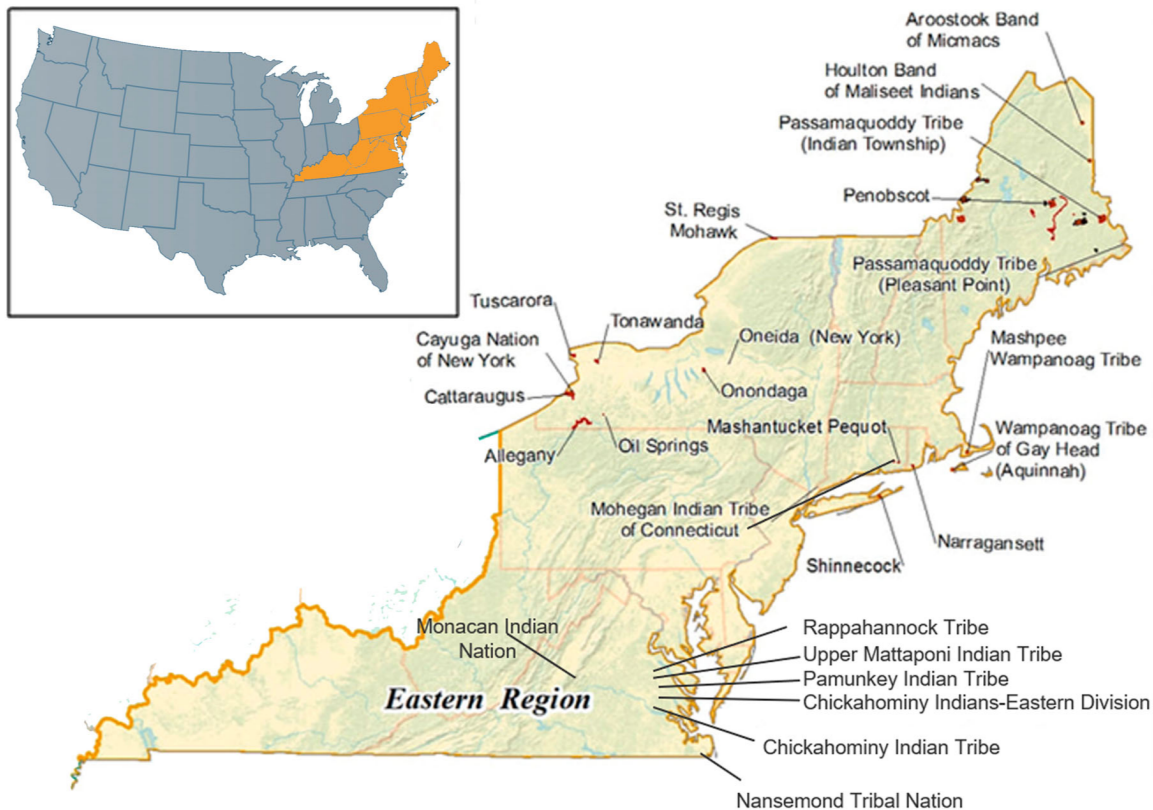 Aroostook Band
of Micmacs
Houlton Band
of Maliseet Indians
Passamaquoddy Tribe
(Indian Township)
Penobscot
St. Regis
Mohawk
Passamaquoddy Tribe
(Pleasant Point)
Tuscarora
Tonawanda
Cayuga Nation
of New York
Oneida (New York)
Mashpee
Wampanoag Tribe
Cattaraugus
Onondaga
Mashantucket Pequot
Wampanoag Tribe
of Gay Head
(Aquinnah)
Allegany
Oil Springs
Mohegan Indian Tribe
of Connecticut
Narragansett
Shinnecock
Monacan Indian
Nation
Rappahannock Tribe
Upper Mattaponi Indian Tribe
Pamunkey Indian Tribe
Chickahominy Indians-Eastern Division
Eastern Region
Chickahominy Indian Tribe
Nansemond Tribal Nation